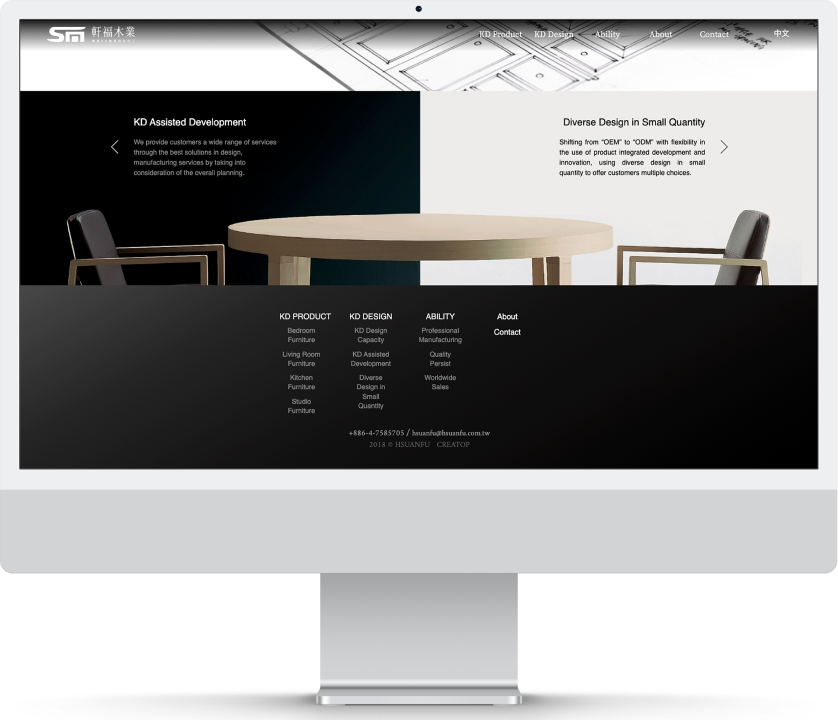 軒福木業
KD Product
KD Design
Ability
About
Contact
中文
KD Assisted Development
We provide customers a wide range of services
through the best solutions in design,
manufacturing services by taking into
consideration of the overall planning.
Diverse Design in Small Quantity
Shifting from “OEM” to “ODM” with flexibility in
the use of product integrated development and
innovation, using diverse design in small
quantity to offer customers multiple choices.
KD PRODUCT
Bedroom
Furniture
Living Room
Furniture
Kitchen
Furniture
Studio
Furniture
KD DESIGN
KD Design
Capacity
KD Assisted
Development
Diverse
Design in
Small
Quantity
ABILITY
Professional
Manufacturing
Quality
Persist
Worldwide
Sales
About
Contact
+886-4-7585705 / hsuanfu@hsuanfu.com.tw
2018 © HSUANFU CREATOP